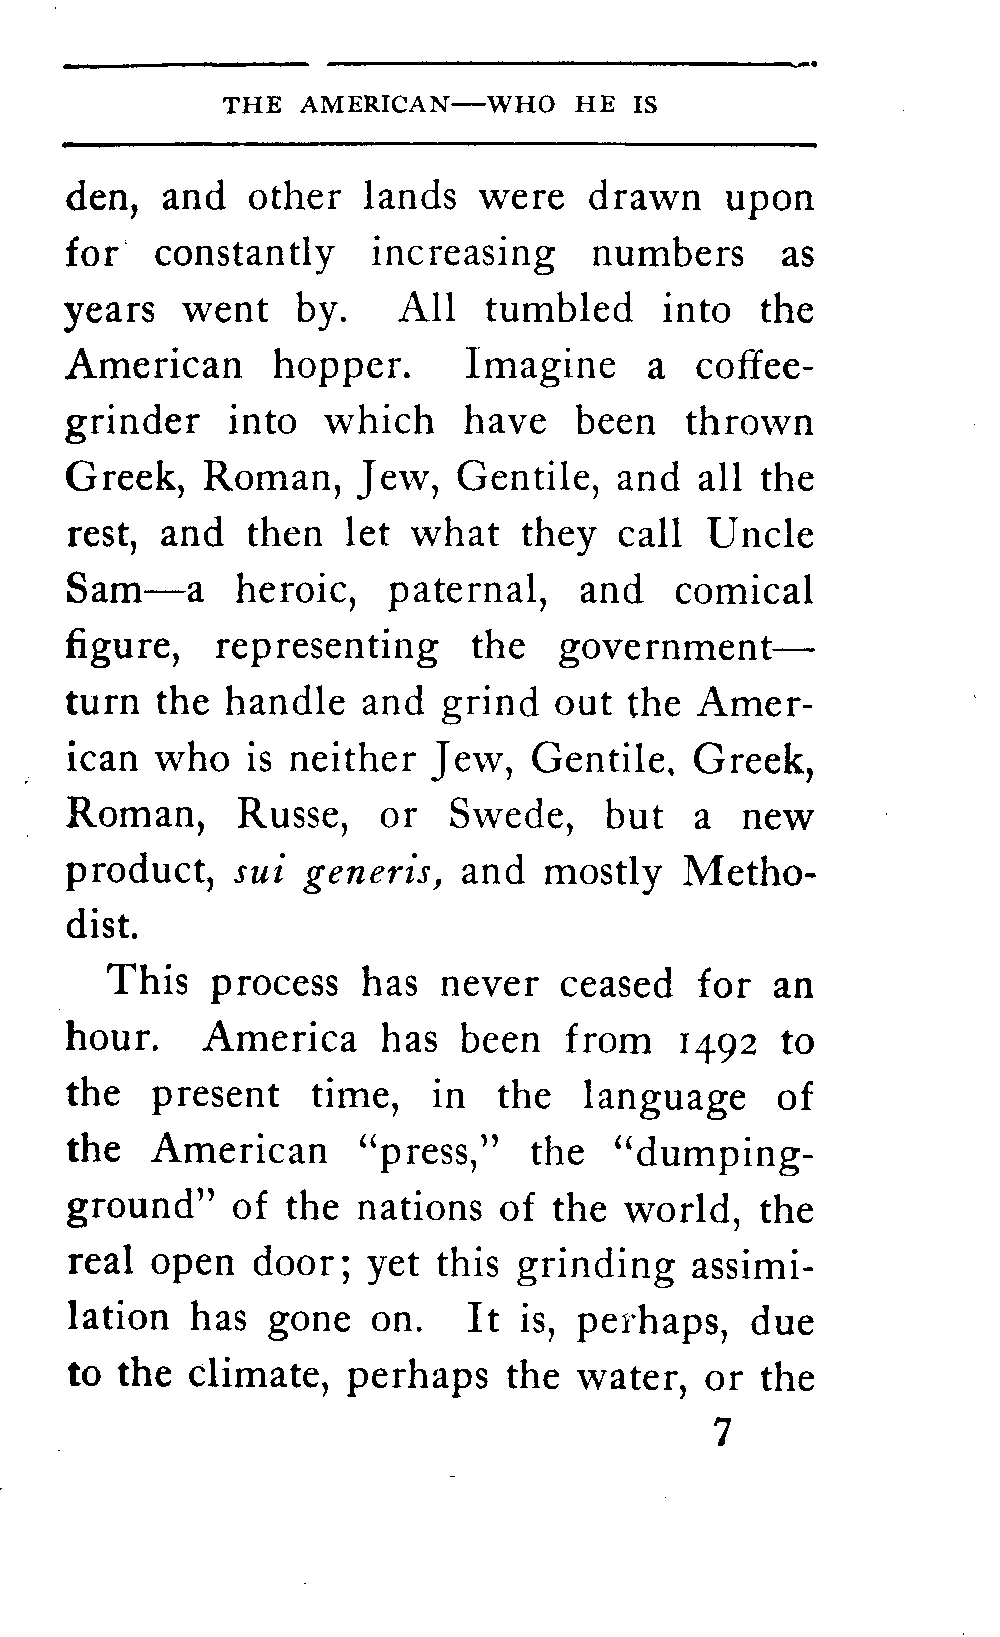 THE AMERICAN—WHO HE IS
den, and other lands were drawn upon
for constantly increasing numbers as
years went by. All tumbled into the
American hopper. Imagine a coffee-
grinder into which have been thrown
Greek, Roman, Jew, Gentile, and all the
rest, and then let what they call Uncle
Sam—a heroic, paternal, and comical
figure, representing the government—
turn the handle and grind out the Amer-
ican who is neither Jew, Gentile, Greek,
Roman, Russe, or Swede, but a new
product, sui generis, and mostly Metho-
dist.
This process has never ceased for an
hour. America has been from 1492 to
the present time, in the language of
the American “press,” the “dumping-
ground” of the nations of the world, the
real open door; yet this grinding assimi-
lation has gone on. It is, perhaps, due
to the climate, perhaps the water, or the
7